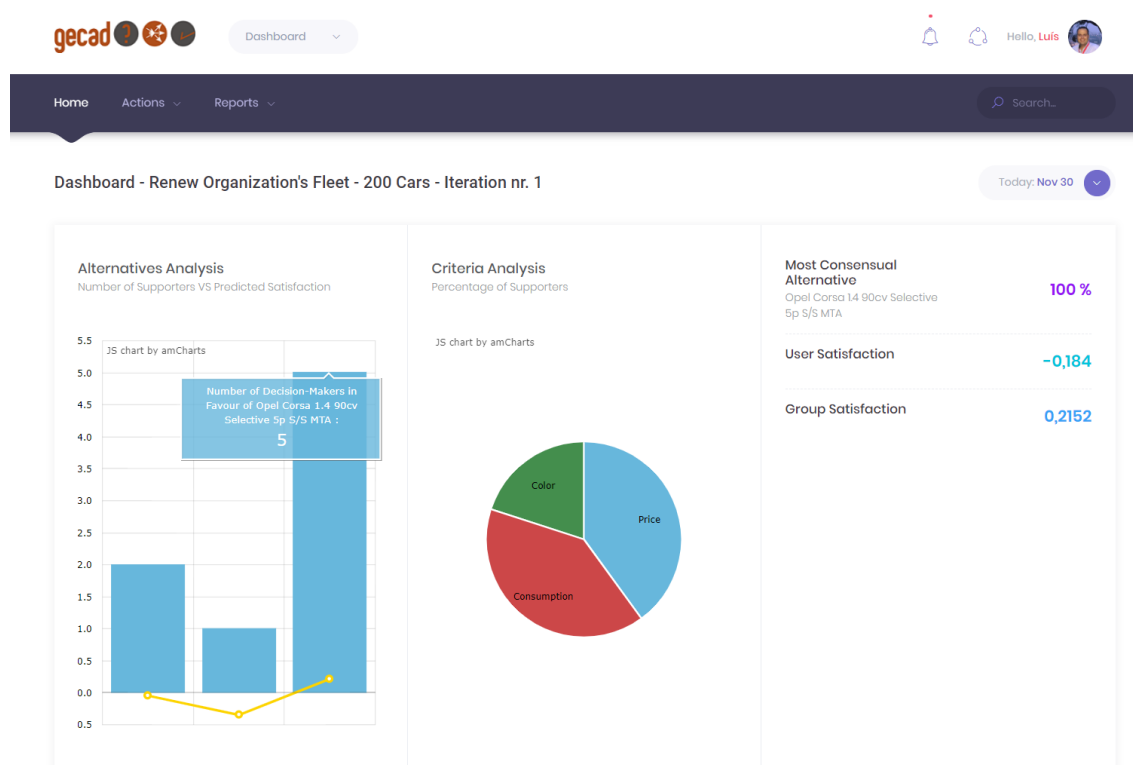 gecad ?
Dashboard
Hello, Luís
Home
Actions
Reports
Search...
Dashboard - Renew Organization's Fleet - 200 Cars - Iteration nr. 1
Today: Nov 30
Alternatives Analysis
Number of Supporters VS Predicted Satisfaction
5.5
JS chart by amCharts
5.0
4.5
4.0
3.5
3.0
2.5
2.0
1.5
1.0
0.5
0.0
0.5
Number of Decision-Makers in
Favour of Opel Corsa 1.4 90cv
Selective 5p S/S MTA :
5
Criteria Analysis
Percentage of Supporters
JS chart by amCharts
Color
Price
Consumption
Most Consensual
Alternative
Opel Corsa 1.4 90cv Selective
5p S/S MTA
100 %
User Satisfaction
-0,184
Group Satisfaction
0,2152